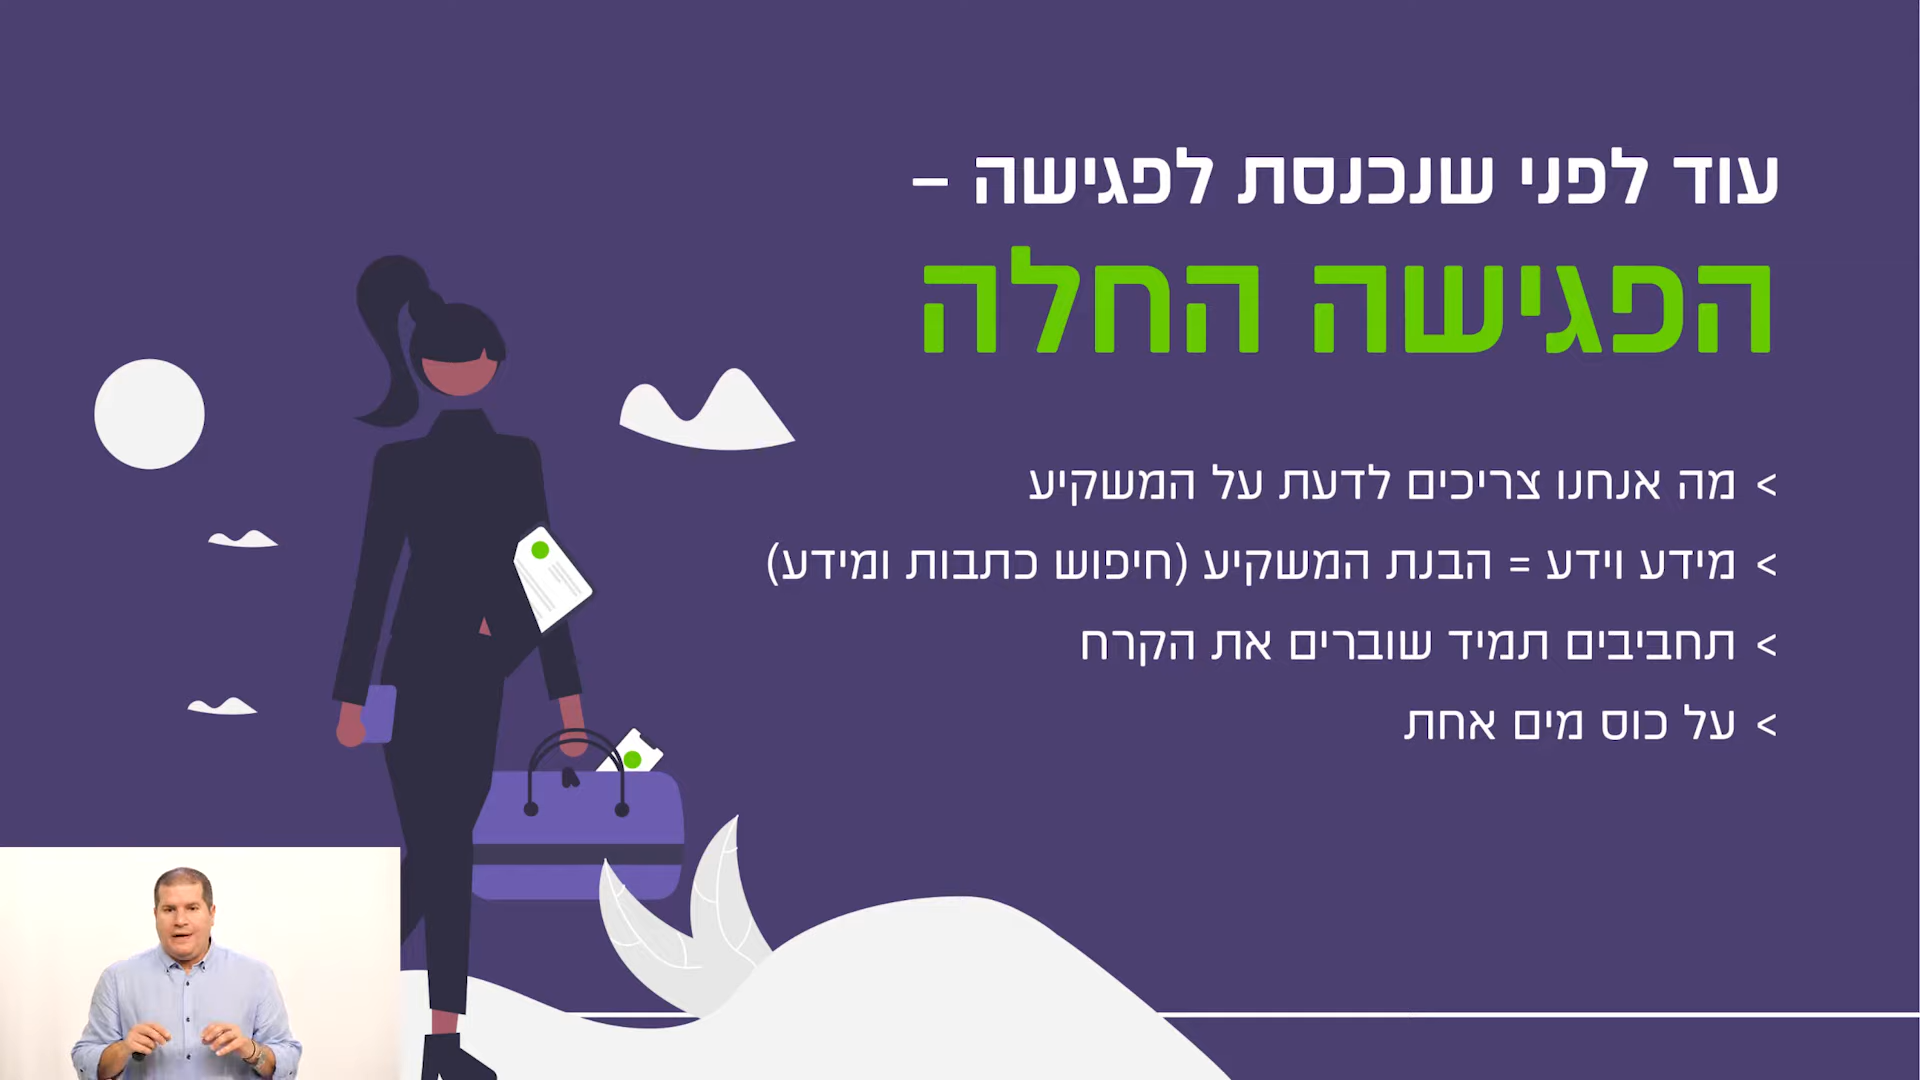 עוד לפני שנכנסת לפגישה –
הפגישה החלה
> מה אנחנו צריכים לדעת על המשקיע
> מידע וידע = הבנת המשקיע (חיפוש כתבות ומידע)
> תחביבים תמיד שוברים את הקרח
> על כוס מים אחת